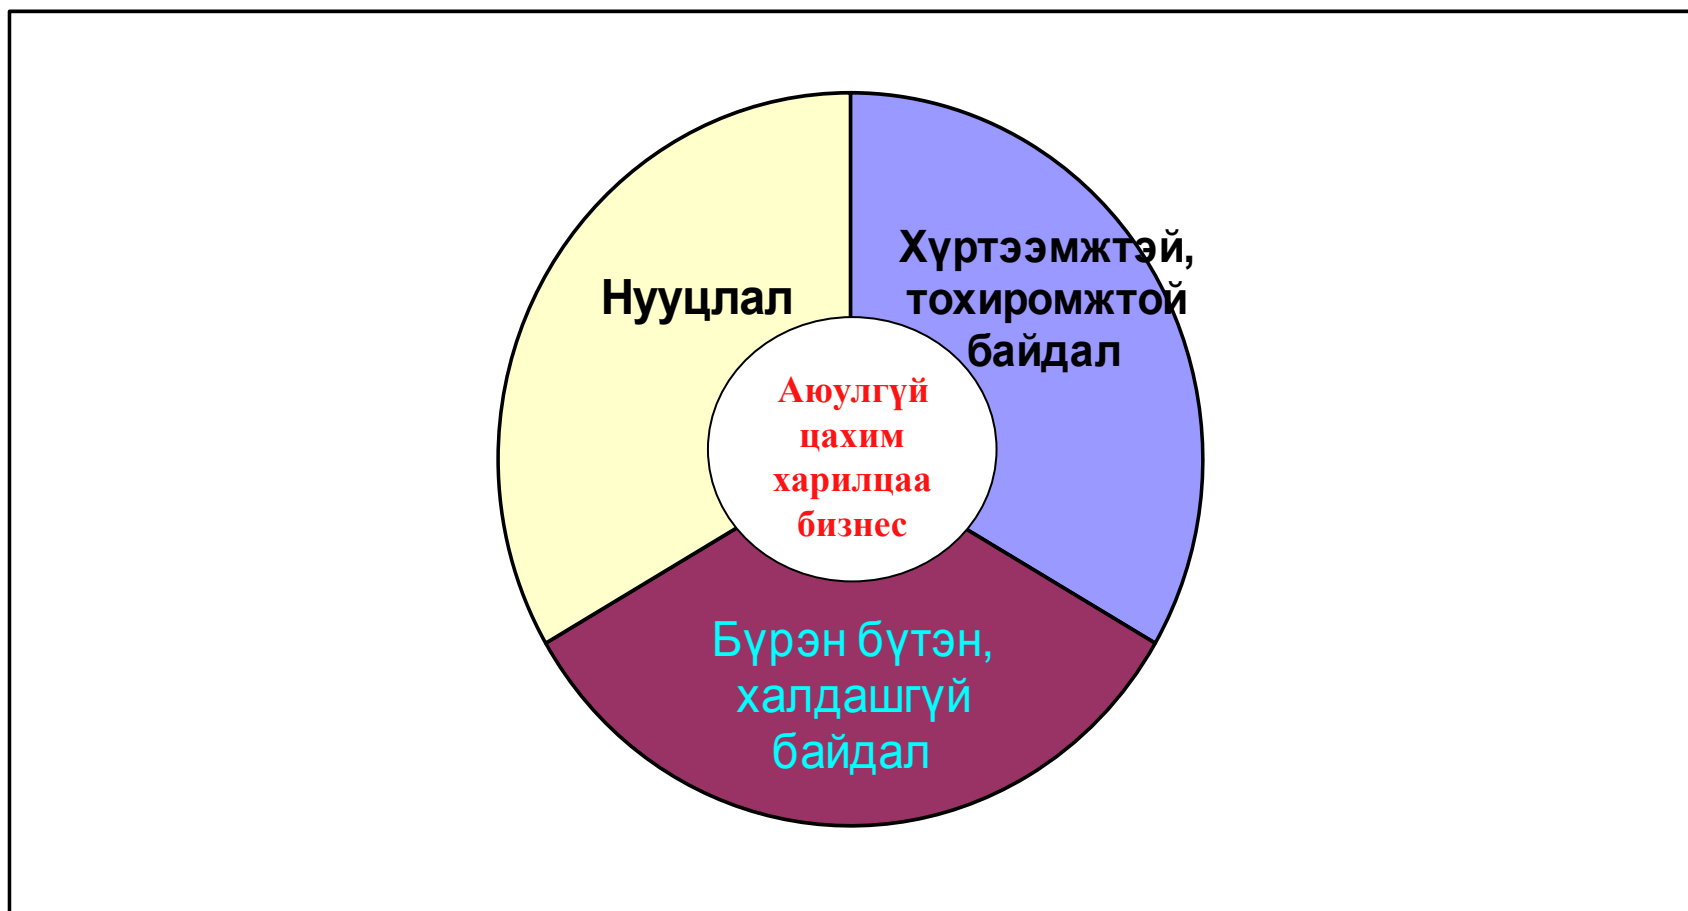 Нууцлал
Хүртээмжтэй,
тохиромжтой
байдал
Аюулгүй
цахим
харилцаа
бизнес
Бүрэн бүтэн,
халдашгүй
байдал